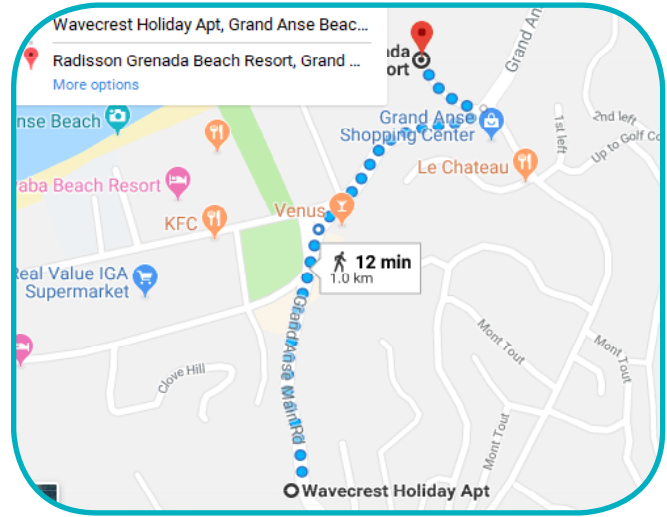 Wavecrest Holiday Apt, Grand Anse Beac...
Radisson Grenada Beach Resort, Grand ...
More options
ada
ort
Grand An
nse Beach
Grand Anse
Shopping Center
1st left
2nd left
Up to Golf Co
Le Chateau
aba Beach Resort
Venus
KFC
12 min
1.0 km
Real Value IGA
Supermarket
Grand Anse Main Rd
Clove Hill
Mont Tout
Mont Tout
Mont Tout
Wavecrest Holiday Apt